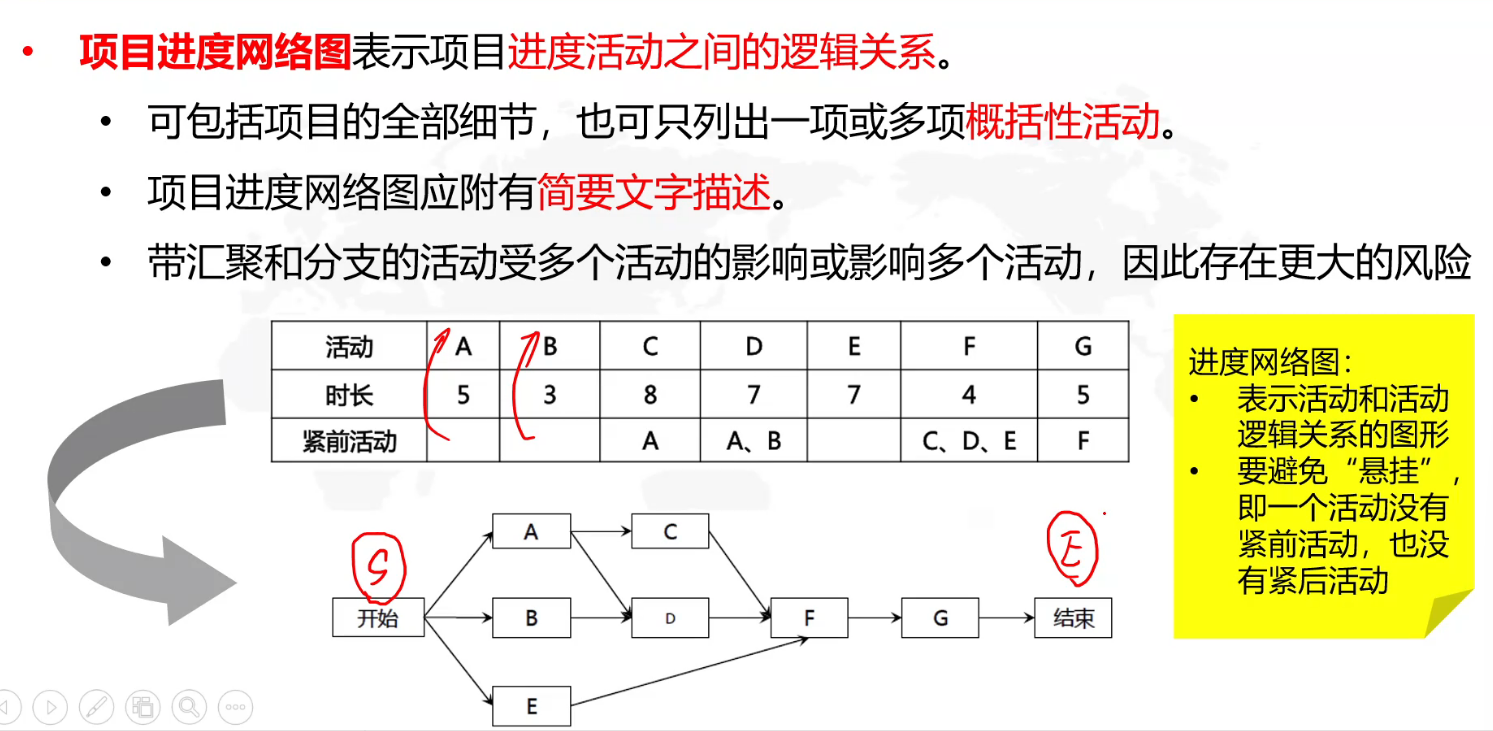 项目进度网络图表示项目进度活动之间的逻辑关系。
可包括项目的全部细节，也可只列出一项或多项概括性活动。
项目进度网络图应附有简要文字描述。
带汇聚和分支的活动受多个活动的影响或影响多个活动，因此存在更大的风险
活动 A B C D E F G
时长 5 3 8 7 7 4 5
紧前活动 A A、B C、D、E F
进度网络图：
表示活动和活动
逻辑关系的图形
要避免“悬挂”，
即一个活动没有
紧前活动，也没
有紧后活动
S
E
A C
开始 B D F G 结束
E